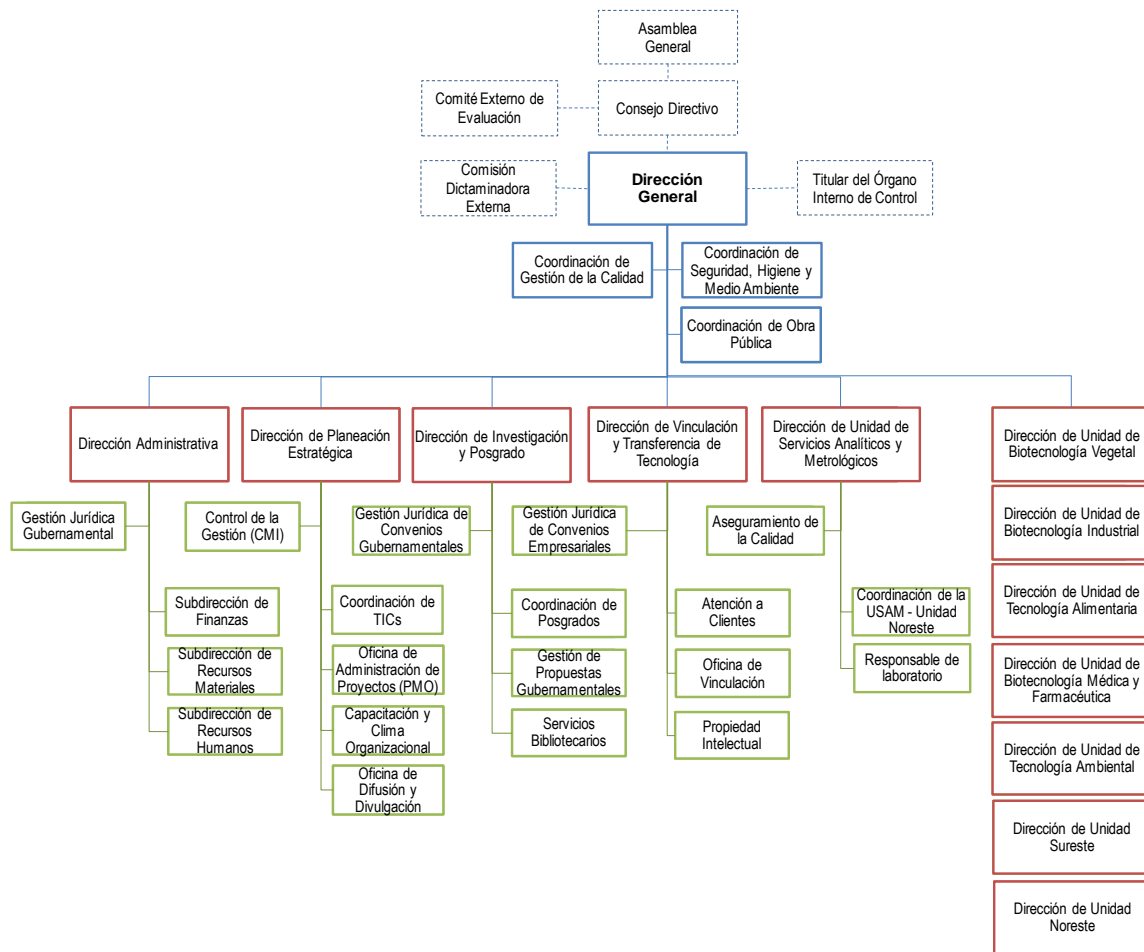 Asamblea
General
Comité Externo de
Evaluación
Consejo Directivo
Comisión
Dictaminadora
Externa
Dirección
General
Titular del Órgano
Interno de Control
Coordinación de
Gestión de la Calidad
Coordinación de
Seguridad, Higiene y
Medio Ambiente
Coordinación de Obra
Pública
Dirección Administrativa
Dirección de Planeación
Estratégica
Dirección de Investigación
y Posgrado
Dirección de Vinculación
y Transferencia de
Tecnología
Dirección de Unidad de
Servicios Analíticos y
Metrológicos
Dirección de Unidad de
Biotecnología Vegetal
Gestión Jurídica
Gubernamental
Control de la
Gestión (CMI)
Gestión Jurídica de
Convenios
Gubernamentales
Gestión Jurídica
de Convenios
Empresariales
Aseguramiento de
la Calidad
Dirección de Unidad de
Biotecnología Industrial
Subdirección de
Finanzas
Coordinación de
TICs
Coordinación de
Posgrados
Atención a
Clientes
Coordinación de la
USAM - Unidad
Noreste
Dirección de Unidad de
Tecnología Alimentaria
Subdirección de
Recursos
Materiales
Oficina de
Administración de
Proyectos (PMO)
Gestión de
Propuestas
Gubernamentales
Oficina de
Vinculación
Responsable de
laboratorio
Dirección de Unidad de
Biotecnología Médica y
Farmacéutica
Subdirección de
Recursos
Humanos
Capacitación y
Clima
Organizacional
Servicios
Bibliotecarios
Propiedad
Intelectual
Dirección de Unidad de
Tecnología Ambiental
Oficina de
Difusión y
Divulgación
Dirección de Unidad
Sureste
Dirección de Unidad
Noreste